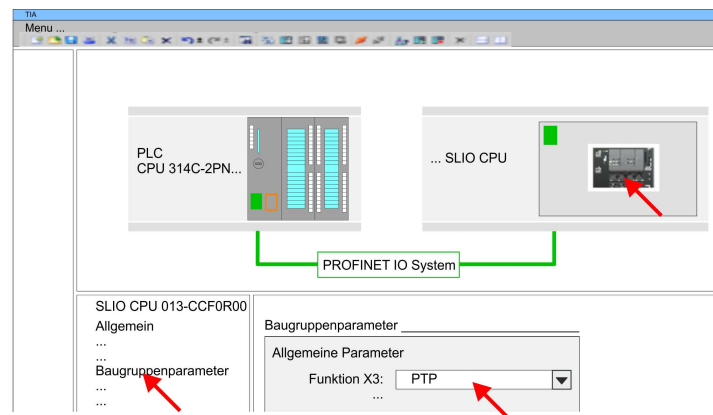 TIA
Menu ...
PLC
CPU 314C-2PN...
... SLIO CPU
PROFINET IO System
SLIO CPU 013-CCF0R00
Allgemein
...
...
Baugruppenparameter
...
...
Baugruppenparameter
Allgemeine Parameter
Funktion X3: PTP
...